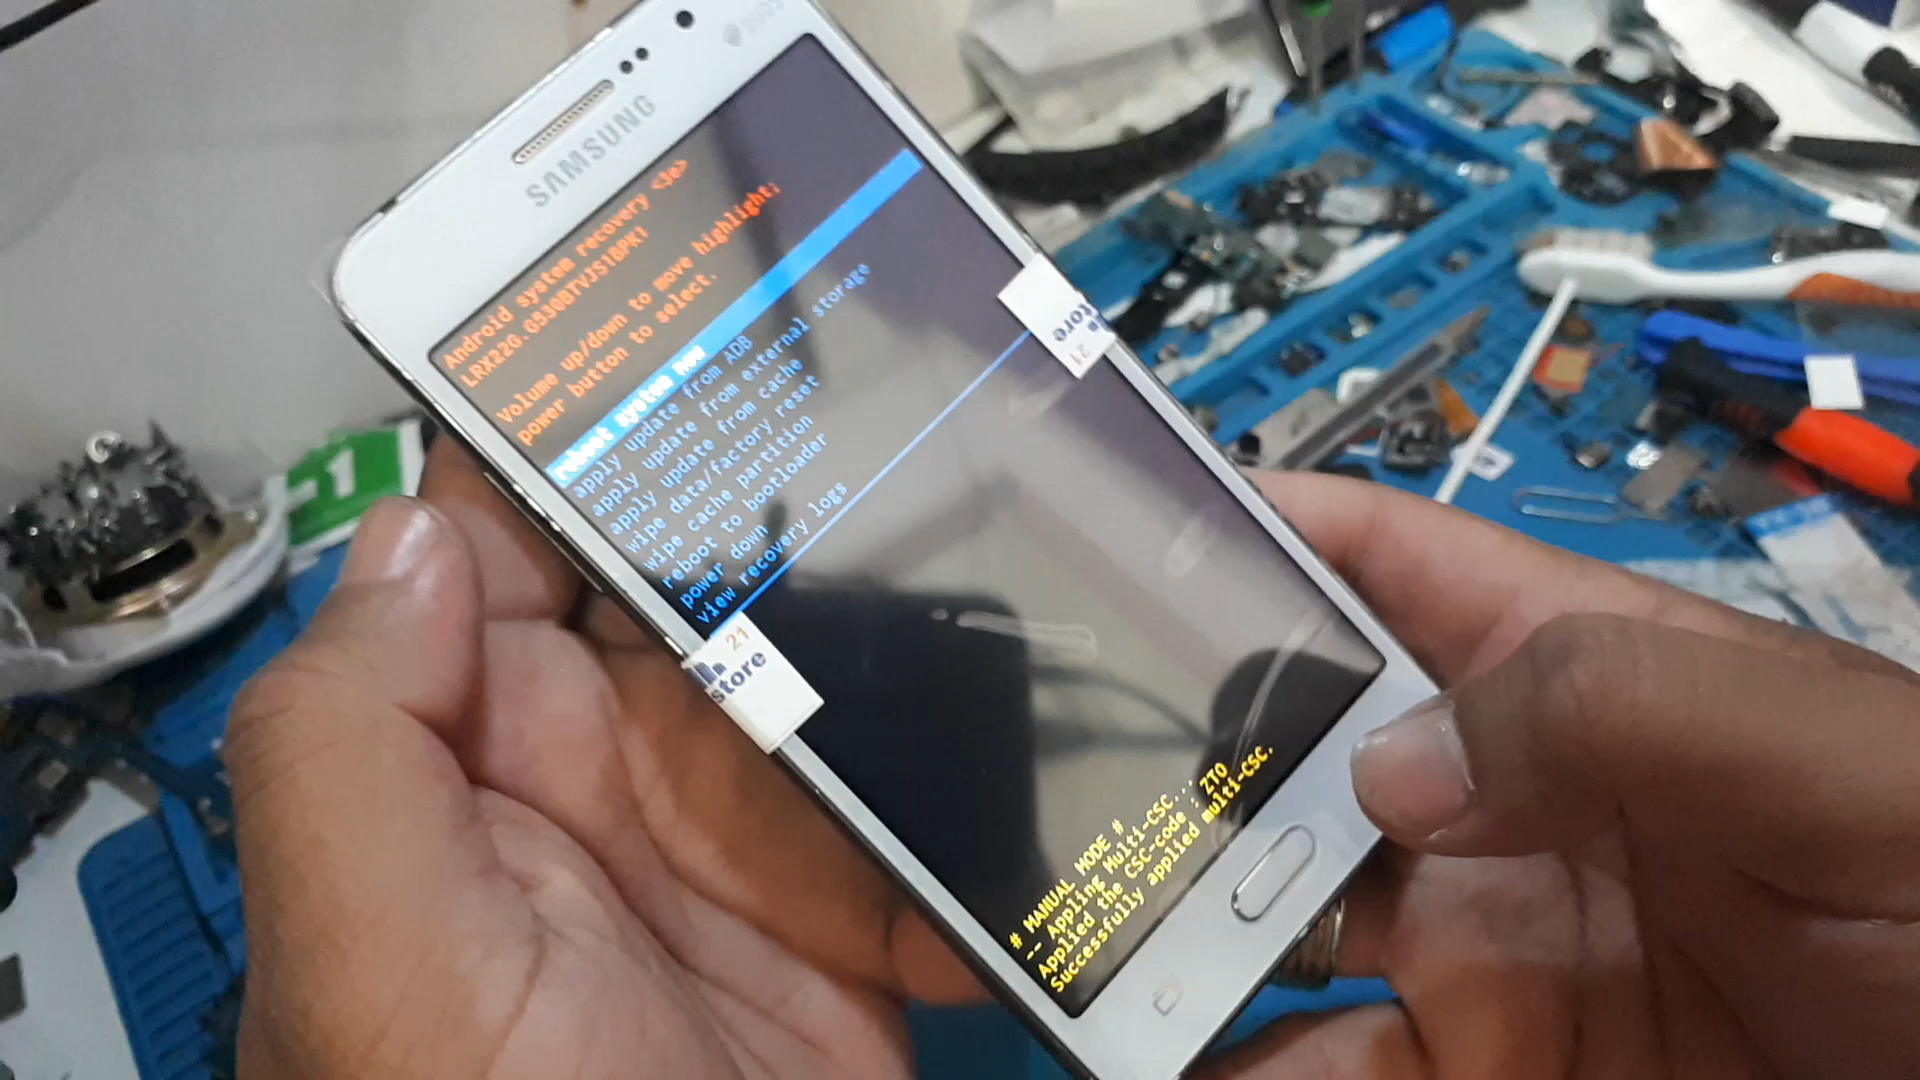 DUOS
SAMSUNG
Android system recovery <3e>
LRX22G.G530BTVJS1BPK1
Volume up/down to move highlight;
power button to select.
reboot system now
apply update from ADB
apply update from external storage
apply update from cache
wipe data/factory reset
wipe cache partition
reboot to bootloader
power down
view recovery logs
21
store
21
store
# MANUAL MODE #
-- Appling Multi-CSC...
Applied the CSC-code : ZTO
Successfully applied multi-CSC.
1